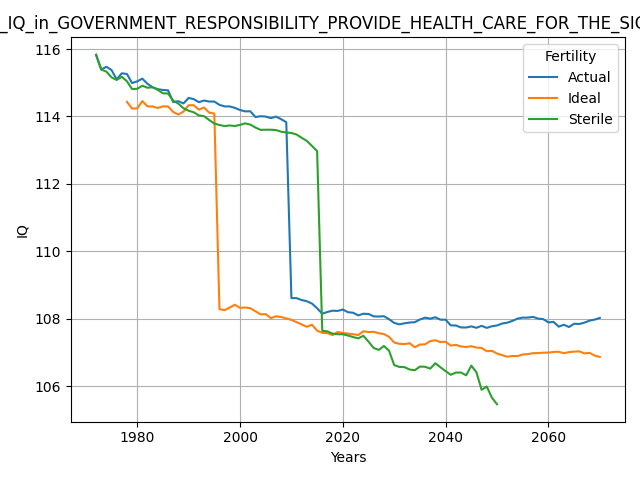 _IQ_in_GOVERNMENT_RESPONSIBILITY_PROVIDE_HEALTH_CARE_FOR_THE_SIC
Fertility
Actual
Ideal
Sterile
116
114
112
110
108
106
IQ
1980
2000
2020
2040
2060
Years